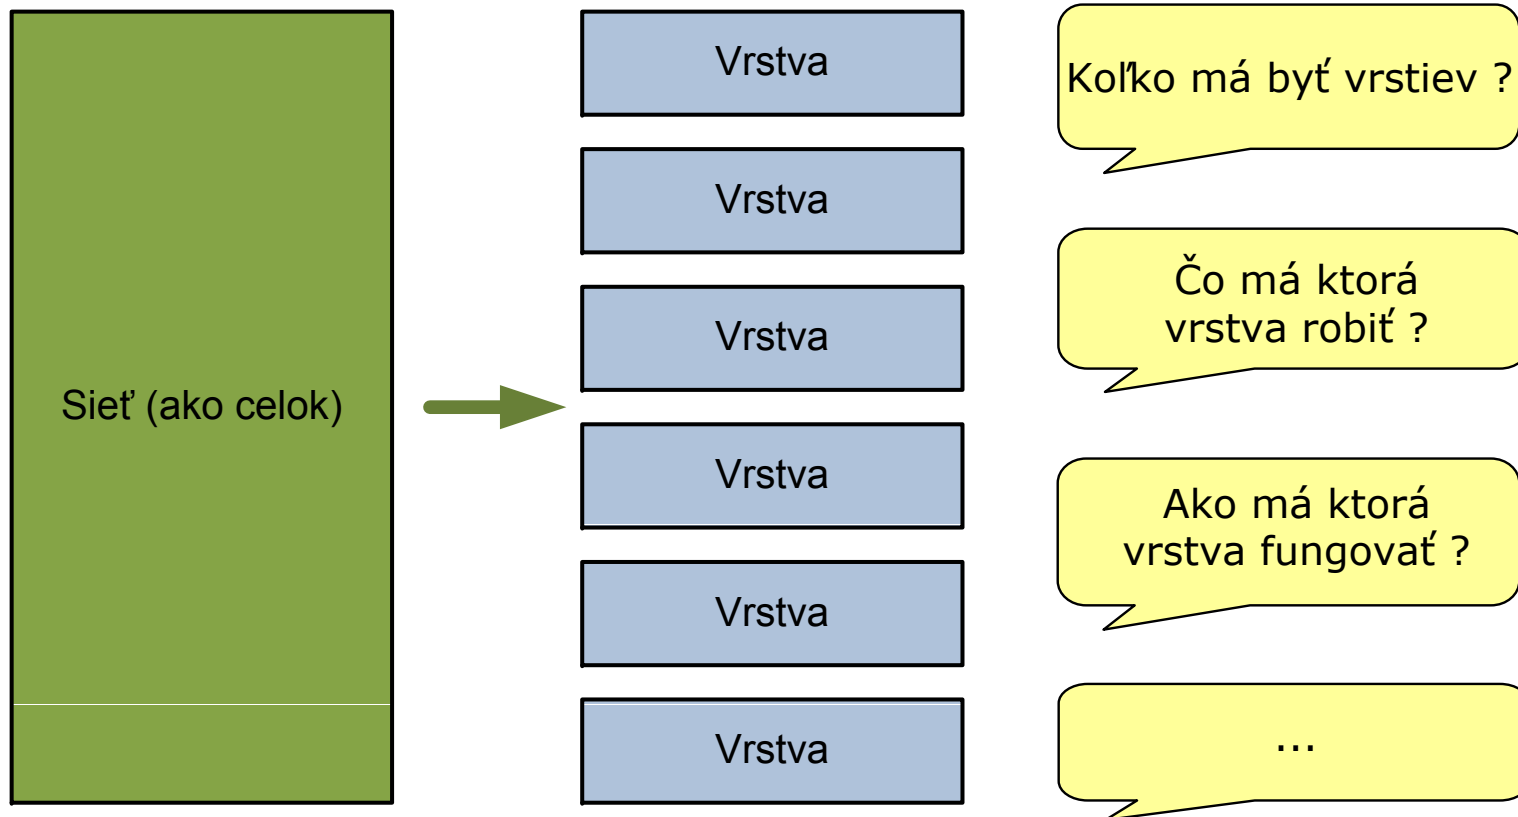 Sieť (ako celok)
Vrstva
Vrstva
Vrstva
Vrstva
Vrstva
Vrstva
Koľko má byť vrstiev ?
Čo má ktorá
vrstva robiť ?
Ako má ktorá
vrstva fungovať ?
...